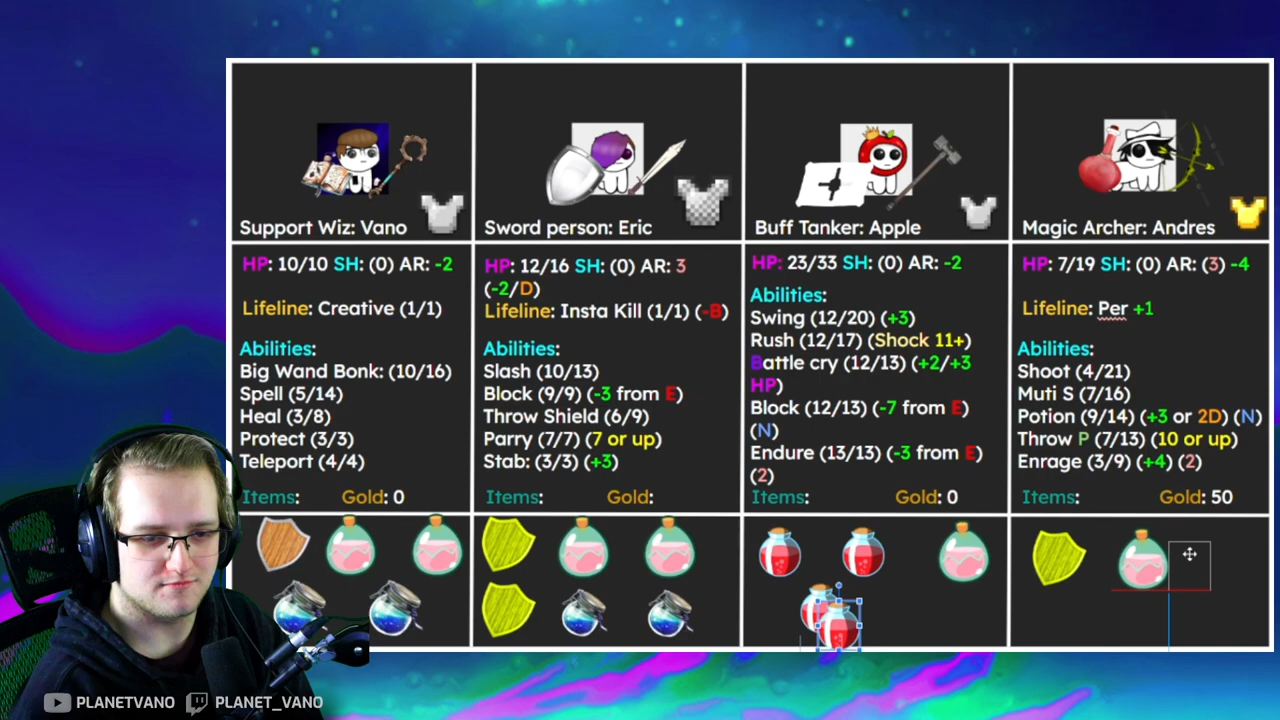 Support Wiz: Vano
HP: 10/10 SH: (0) AR: -2
Lifeline: Creative (1/1)
Abilities:
Big Wand Bonk: (10/16)
Spell (5/14)
Heal (3/8)
Protect (3/3)
Teleport (4/4)
Items: Gold: 0
Sword person: Eric
HP: 12/16 SH: (0) AR: 3
(-2/D)
Lifeline: Insta Kill (1/1) (-B)
Abilities:
Slash (10/13)
Block (9/9) (-3 from E)
Throw Shield (6/9)
Parry (7/7) (7 or up)
Stab: (3/3) (+3)
Items: Gold:
Buff Tanker: Apple
HP: 23/33 SH: (0) AR: -2
Abilities:
Swing (12/20) (+3)
Rush (12/17) (Shock 11+)
Battle cry (12/13) (+2/+3
HP)
Block (12/13) (-7 from E)
(N)
Endure (13/13) (-3 from E)
(2)
Items: Gold: 0
Magic Archer: Andres
HP: 7/19 SH: (0) AR: (3) -4
Lifeline: Per +1
Abilities:
Shoot (4/21)
Muti S (7/16)
Potion (9/14) (+3 or 2D) (N)
Throw P (7/13) (10 or up)
Enrage (3/9) (+4) (2)
Items: Gold: 50
PLANETVANO PLANET_VANO